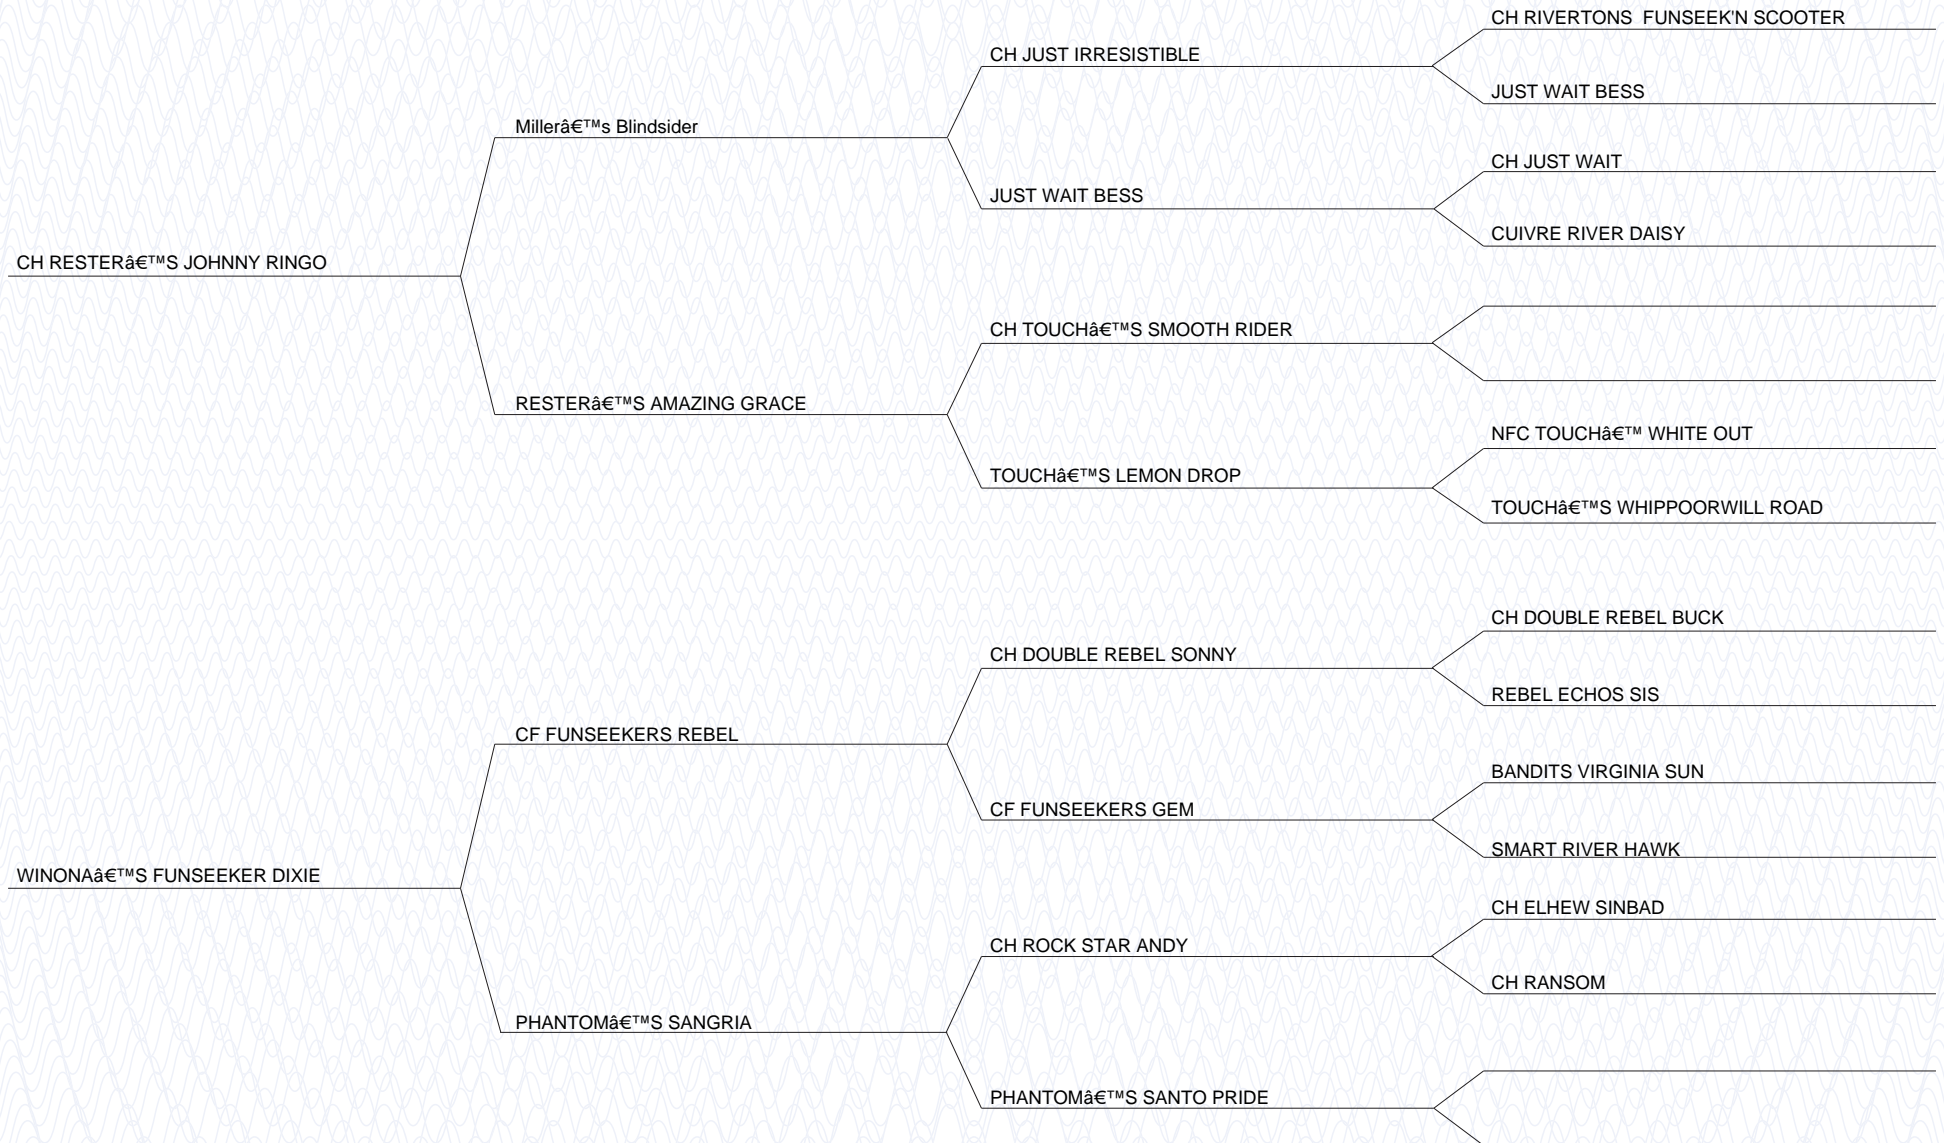 CH RIVERTONS  FUNSEEK'N SCOOTER
CH JUST IRRESISTIBLE
JUST WAIT BESS
Millerâ€™s Blindsider
CH JUST WAIT
JUST WAIT BESS
CUIVRE RIVER DAISY
CH RESTERâ€™S JOHNNY RINGO
CH TOUCHâ€™S SMOOTH RIDER
RESTERâ€™S AMAZING GRACE
NFC TOUCHâ€™ WHITE OUT
TOUCHâ€™S LEMON DROP
TOUCHâ€™S WHIPPOORWILL ROAD
CH DOUBLE REBEL BUCK
CH DOUBLE REBEL SONNY
REBEL ECHOS SIS
CF FUNSEEKERS REBEL
BANDITS VIRGINIA SUN
CF FUNSEEKERS GEM
SMART RIVER HAWK
WINONAâ€™S FUNSEEKER DIXIE
CH ELHEW SINBAD
CH ROCK STAR ANDY
CH RANSOM
PHANTOMâ€™S SANGRIA
PHANTOMâ€™S SANTO PRIDE